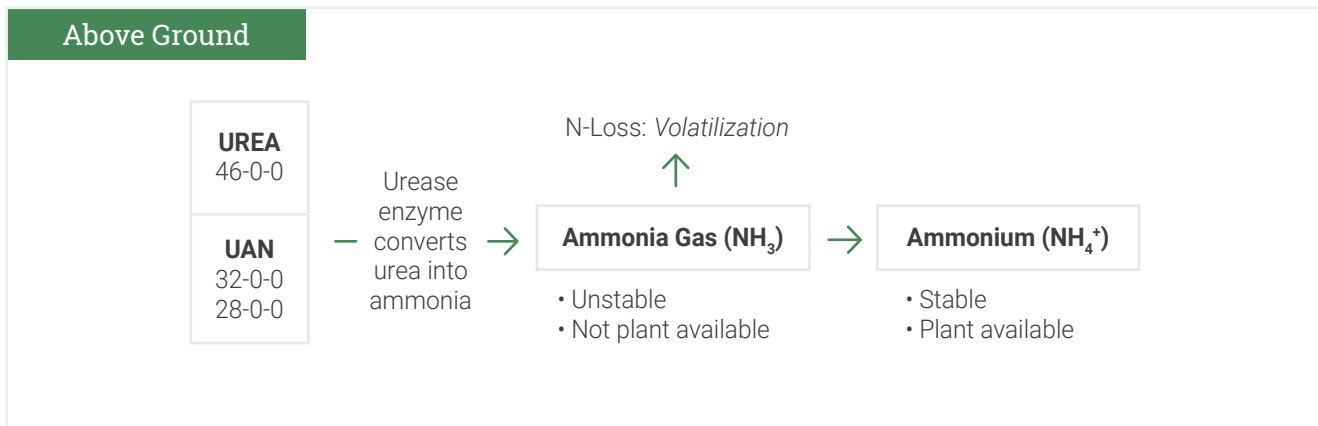 Above Ground
UREA
46-0-0
UAN
32-0-0
28-0-0
Urease
enzyme
converts
urea into
ammonia
N-Loss: Volatilization
Ammonia Gas (NH₃)
• Unstable
• Not plant available
Ammonium (NH₄⁺)
• Stable
• Plant available